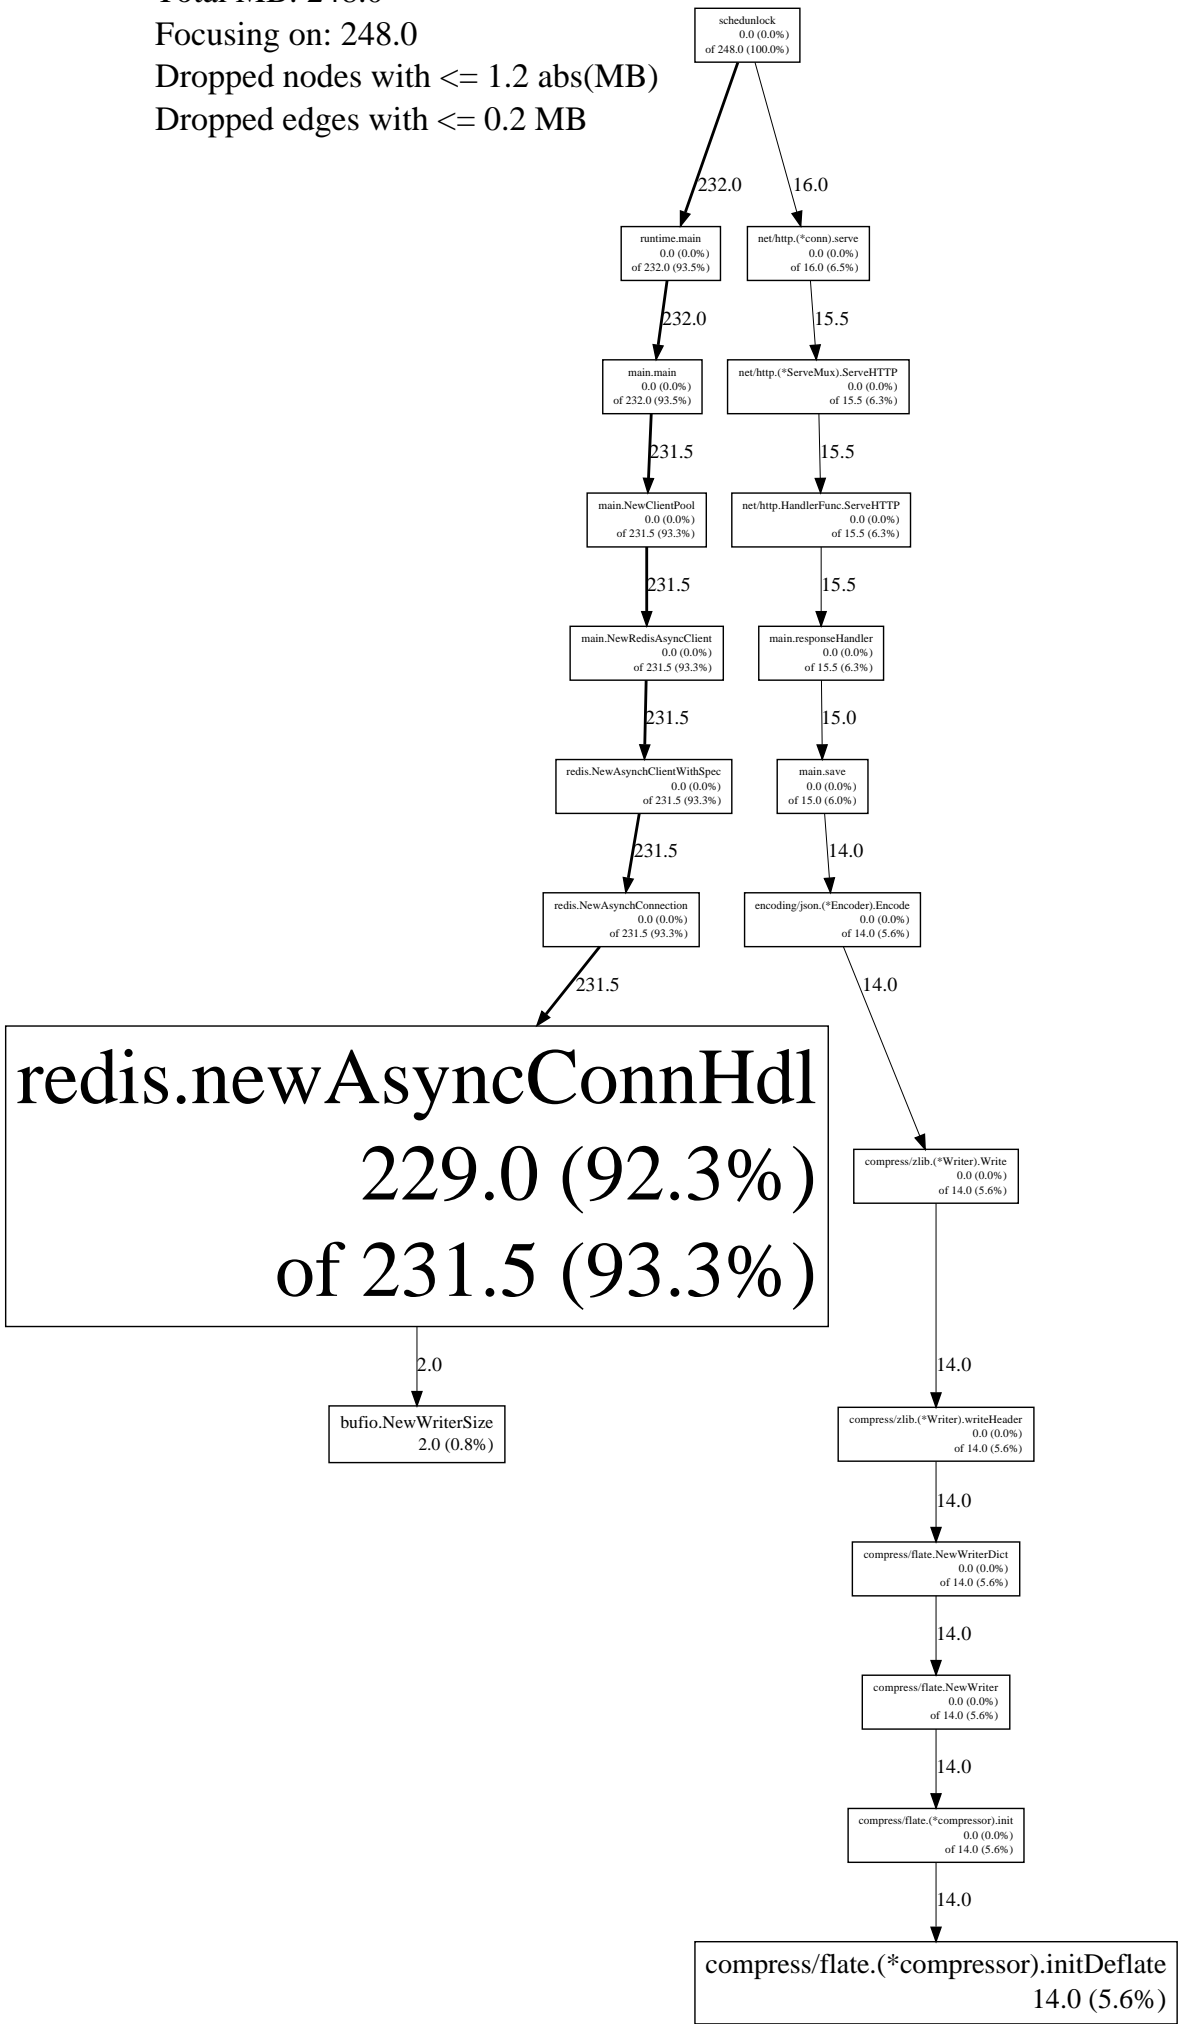 Total MB: 248.0
Focusing on: 248.0
Dropped nodes with <= 1.2 abs(MB)
Dropped edges with <= 0.2 MB
schedunlock
0.0 (0.0%)
of 248.0 (100.0%)
232.0
16.0
runtime.main
0.0 (0.0%)
of 232.0 (93.5%)
net/http.(*conn).serve
0.0 (0.0%)
of 16.0 (6.5%)
232.0
15.5
main.main
0.0 (0.0%)
of 232.0 (93.5%)
net/http.(*ServeMux).ServeHTTP
0.0 (0.0%)
of 15.5 (6.3%)
231.5
15.5
main.NewClientPool
0.0 (0.0%)
of 231.5 (93.3%)
net/http.HandlerFunc.ServeHTTP
0.0 (0.0%)
of 15.5 (6.3%)
231.5
15.5
main.NewRedisAsyncClient
0.0 (0.0%)
of 231.5 (93.3%)
main.responseHandler
0.0 (0.0%)
of 15.5 (6.3%)
231.5
15.0
redis.NewAsynchClientWithSpec
0.0 (0.0%)
of 231.5 (93.3%)
main.save
0.0 (0.0%)
of 15.0 (6.0%)
231.5
14.0
redis.NewAsynchConnection
0.0 (0.0%)
of 231.5 (93.3%)
encoding/json.(*Encoder).Encode
0.0 (0.0%)
of 14.0 (5.6%)
231.5
14.0
redis.newAsyncConnHdl
229.0 (92.3%)
of 231.5 (93.3%)
compress/zlib.(*Writer).Write
0.0 (0.0%)
of 14.0 (5.6%)
2.0
14.0
bufio.NewWriterSize
2.0 (0.8%)
compress/zlib.(*Writer).writeHeader
0.0 (0.0%)
of 14.0 (5.6%)
14.0
compress/flate.NewWriterDict
0.0 (0.0%)
of 14.0 (5.6%)
14.0
compress/flate.NewWriter
0.0 (0.0%)
of 14.0 (5.6%)
14.0
compress/flate.(*compressor).init
0.0 (0.0%)
of 14.0 (5.6%)
14.0
compress/flate.(*compressor).initDeflate
14.0 (5.6%)